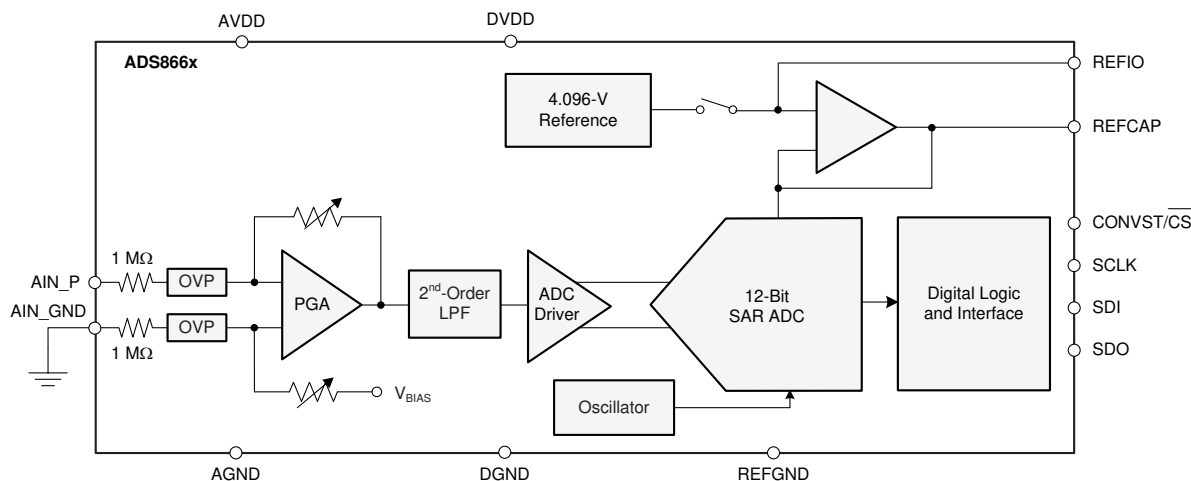 AVDD
DVDD
ADS866x
REFIO
4.096-V
Reference
REFCAP
CONVST/CS
1 MΩ
OVP
AIN_P
PGA
2nd-Order
LPF
ADC
Driver
12-Bit
SAR ADC
Digital Logic
and Interface
SCLK
AIN_GND
OVP
1 MΩ
SDI
SDO
VBIAS
Oscillator
AGND
DGND
REFGND